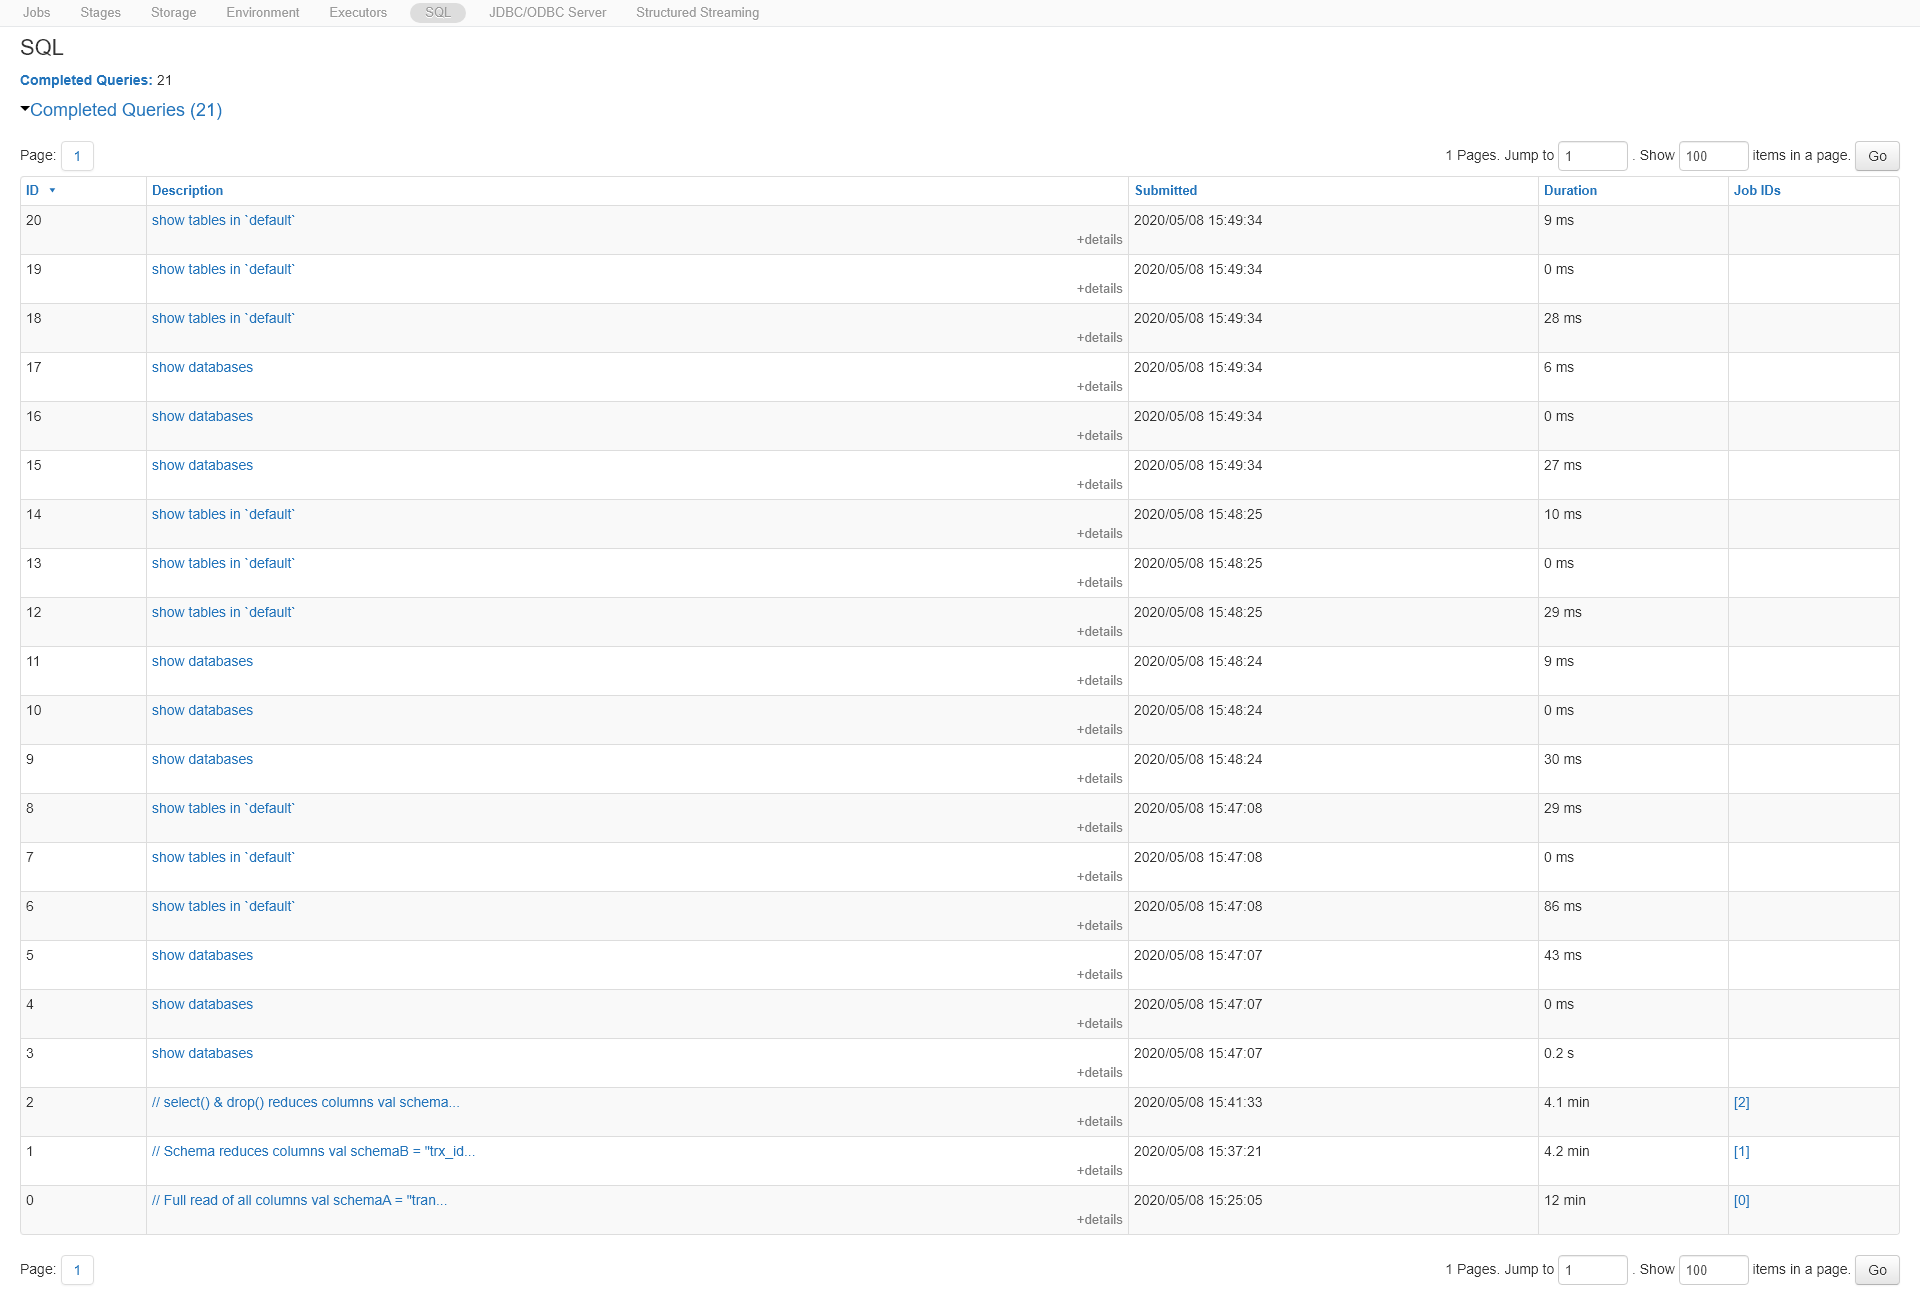 Jobs Stages Storage Environment Executors SQL JDBC/ODBC Server Structured Streaming
SQL
Completed Queries: 21
Completed Queries (21)
Page: 1 1 Pages. Jump to 1 . Show 100 items in a page. Go
ID Description Submitted Duration Job IDs
20 show tables in `default` 2020/05/08 15:49:34 9 ms
+details
19 show tables in `default` 2020/05/08 15:49:34 0 ms
+details
18 show tables in `default` 2020/05/08 15:49:34 28 ms
+details
17 show databases 2020/05/08 15:49:34 6 ms
+details
16 show databases 2020/05/08 15:49:34 0 ms
+details
15 show databases 2020/05/08 15:49:34 27 ms
+details
14 show tables in `default` 2020/05/08 15:48:25 10 ms
+details
13 show tables in `default` 2020/05/08 15:48:25 0 ms
+details
12 show tables in `default` 2020/05/08 15:48:25 29 ms
+details
11 show databases 2020/05/08 15:48:24 9 ms
+details
10 show databases 2020/05/08 15:48:24 0 ms
+details
9 show databases 2020/05/08 15:48:24 30 ms
+details
8 show tables in `default` 2020/05/08 15:47:08 29 ms
+details
7 show tables in `default` 2020/05/08 15:47:08 0 ms
+details
6 show tables in `default` 2020/05/08 15:47:08 86 ms
+details
5 show databases 2020/05/08 15:47:07 43 ms
+details
4 show databases 2020/05/08 15:47:07 0 ms
+details
3 show databases 2020/05/08 15:47:07 0.2 s
+details
2 // select() & drop() reduces columns val schema... 2020/05/08 15:41:33 4.1 min [2]
+details
1 // Schema reduces columns val schemaB = "trx_id... 2020/05/08 15:37:21 4.2 min [1]
+details
0 // Full read of all columns val schemaA = "tran... 2020/05/08 15:25:05 12 min [0]
+details
Page: 1 1 Pages. Jump to 1 . Show 100 items in a page. Go